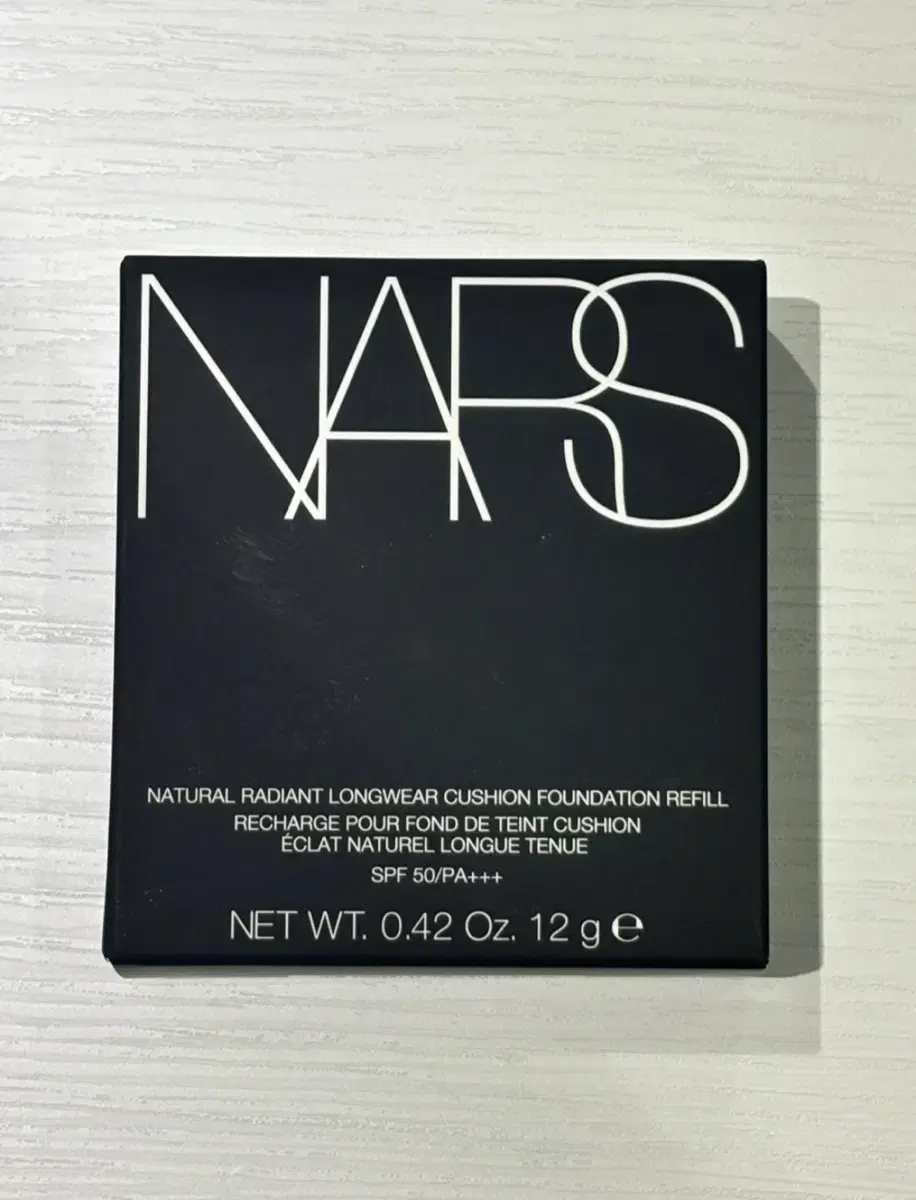 NARS
NATURAL RADIANT LONGWEAR CUSHION FOUNDATION REFILL
RECHARGE POUR FOND DE TEINT CUSHION
ÉCLAT NATUREL LONGUE TENUE
SPF 50/PA+++
NET WT. 0.42 Oz. 12 g ℮